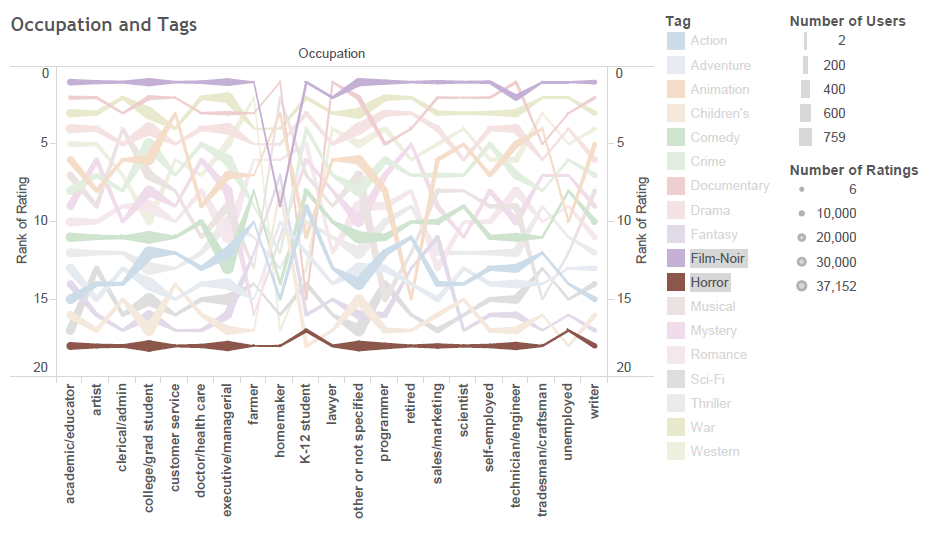 Occupation and Tags
Occupation
0
5
10
15
20
Rank of Rating
0
5
10
15
20
Rank of Rating
academic/educator
artist
clerical/admin
college/grad student
customer service
doctor/health care
executive/managerial
farmer
homemaker
K-12 student
lawyer
other or not specified
programmer
retired
sales/marketing
scientist
self-employed
technician/engineer
tradesman/craftsman
unemployed
writer
Tag
Action
Adventure
Animation
Children's
Comedy
Crime
Documentary
Drama
Fantasy
Film-Noir
Horror
Musical
Mystery
Romance
Sci-Fi
Thriller
War
Western
Number of Users
2
200
400
600
759
Number of Ratings
6
10,000
20,000
30,000
37,152